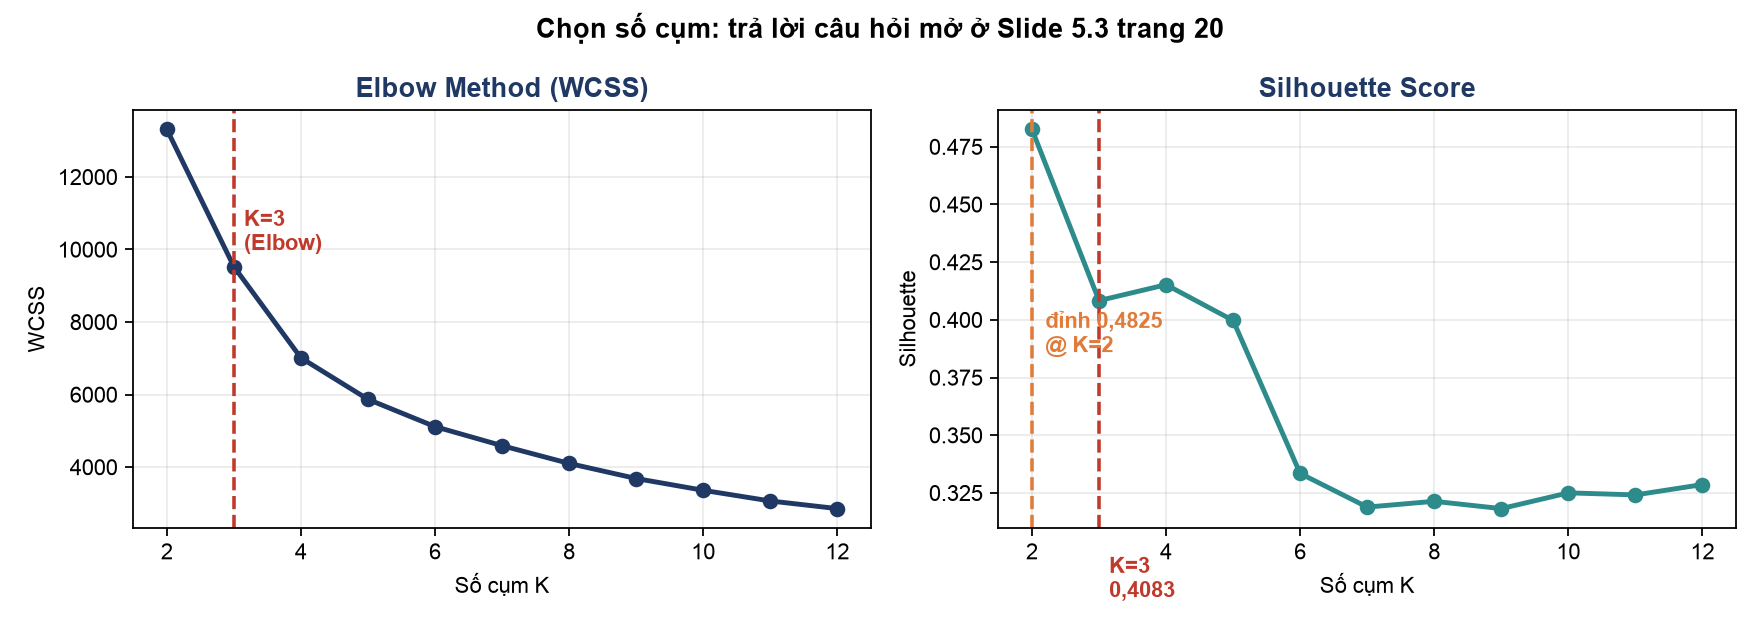 Chọn số cụm: trả lời câu hỏi mở ở Slide 5.3 trang 20
Elbow Method (WCSS)
WCSS
12000
10000
8000
6000
4000
K=3
(Elbow)
2 4 6 8 10 12
Số cụm K
Silhouette Score
Silhouette
0.475
0.450
0.425
0.400
0.375
0.350
0.325
đỉnh 0,4825
@ K=2
2 4 6 8 10 12
K=3
0,4083
Số cụm K